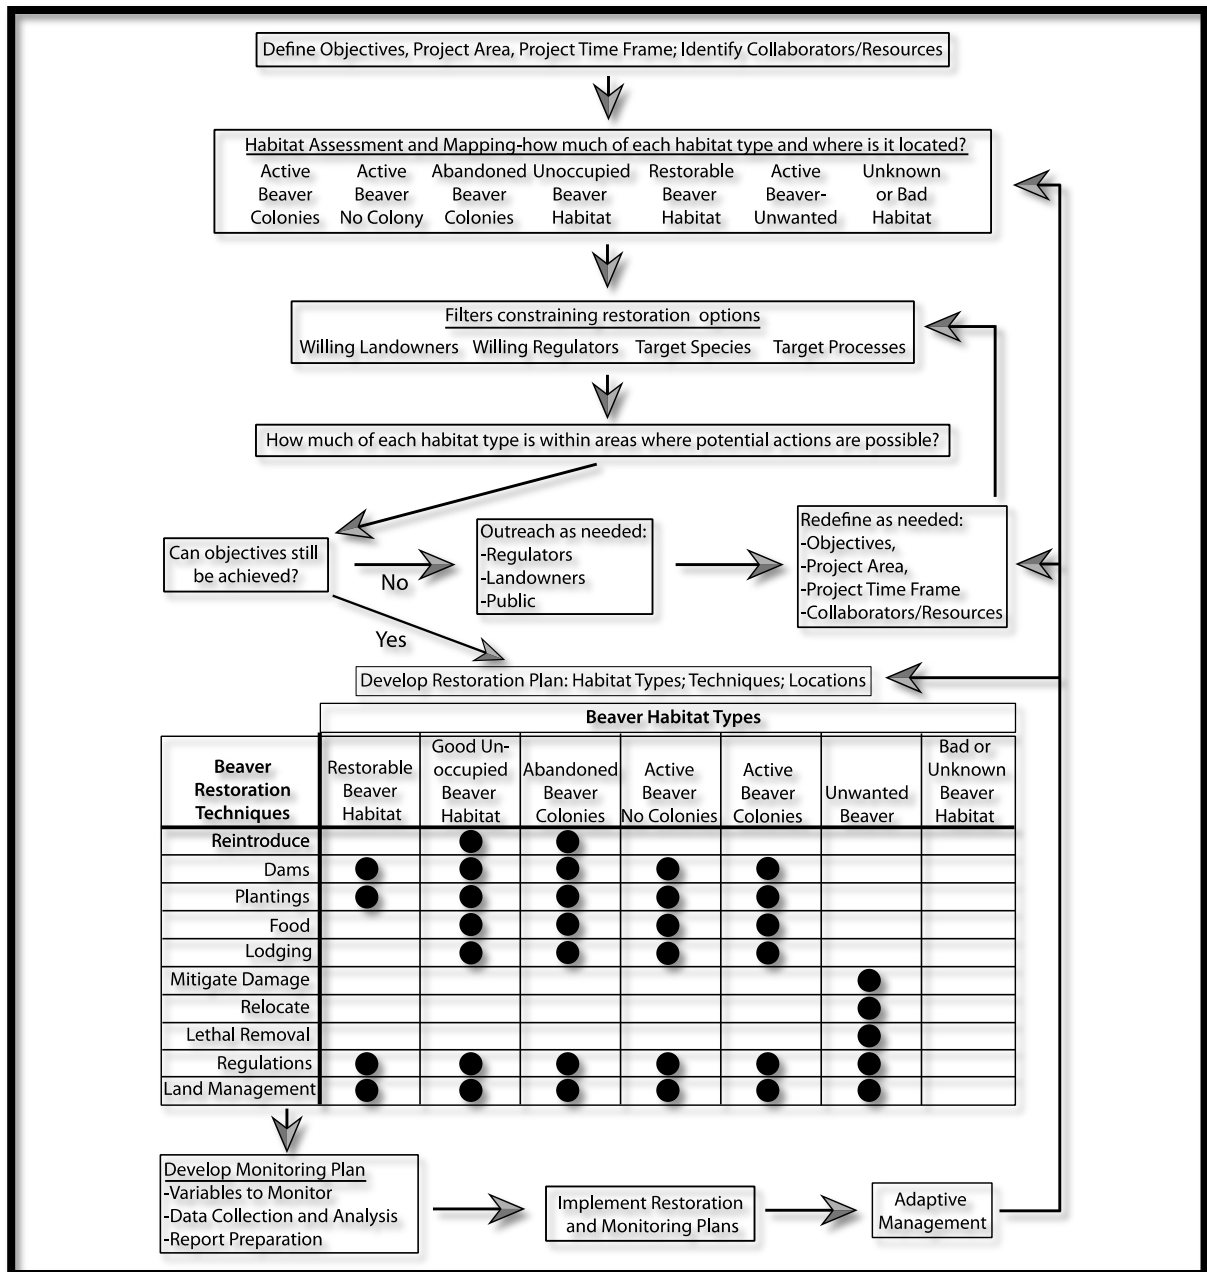 Define Objectives, Project Area, Project Time Frame; Identify Collaborators/Resources
Habitat Assessment and Mapping-how much of each habitat type and where is it located?
Active
Beaver
Colonies
Active
Beaver
No Colony
Abandoned
Beaver
Colonies
Unoccupied
Beaver
Habitat
Restorable
Beaver
Habitat
Active
Beaver-
Unwanted
Unknown
or Bad
Habitat
Filters constraining restoration options
Willing Landowners Willing Regulators Target Species Target Processes
How much of each habitat type is within areas where potential actions are possible?
Can objectives still
be achieved?
No
Yes
Outreach as needed:
-Regulators
-Landowners
-Public
Redefine as needed:
-Objectives,
-Project Area,
-Project Time Frame
-Collaborators/Resources
Develop Restoration Plan: Habitat Types; Techniques; Locations
Beaver Habitat Types
Beaver
Restoration
Techniques
Restorable
Beaver
Habitat
Good Un-
occupied
Beaver
Habitat
Abandoned
Beaver
Colonies
Active
Beaver
No Colonies
Active
Beaver
Colonies
Unwanted
Beaver
Bad or
Unknown
Beaver
Habitat
Reintroduce
Dams
Plantings
Food
Lodging
Mitigate Damage
Relocate
Lethal Removal
Regulations
Land Management
Develop Monitoring Plan
-Variables to Monitor
-Data Collection and Analysis
-Report Preparation
Implement Restoration
and Monitoring Plans
Adaptive
Management